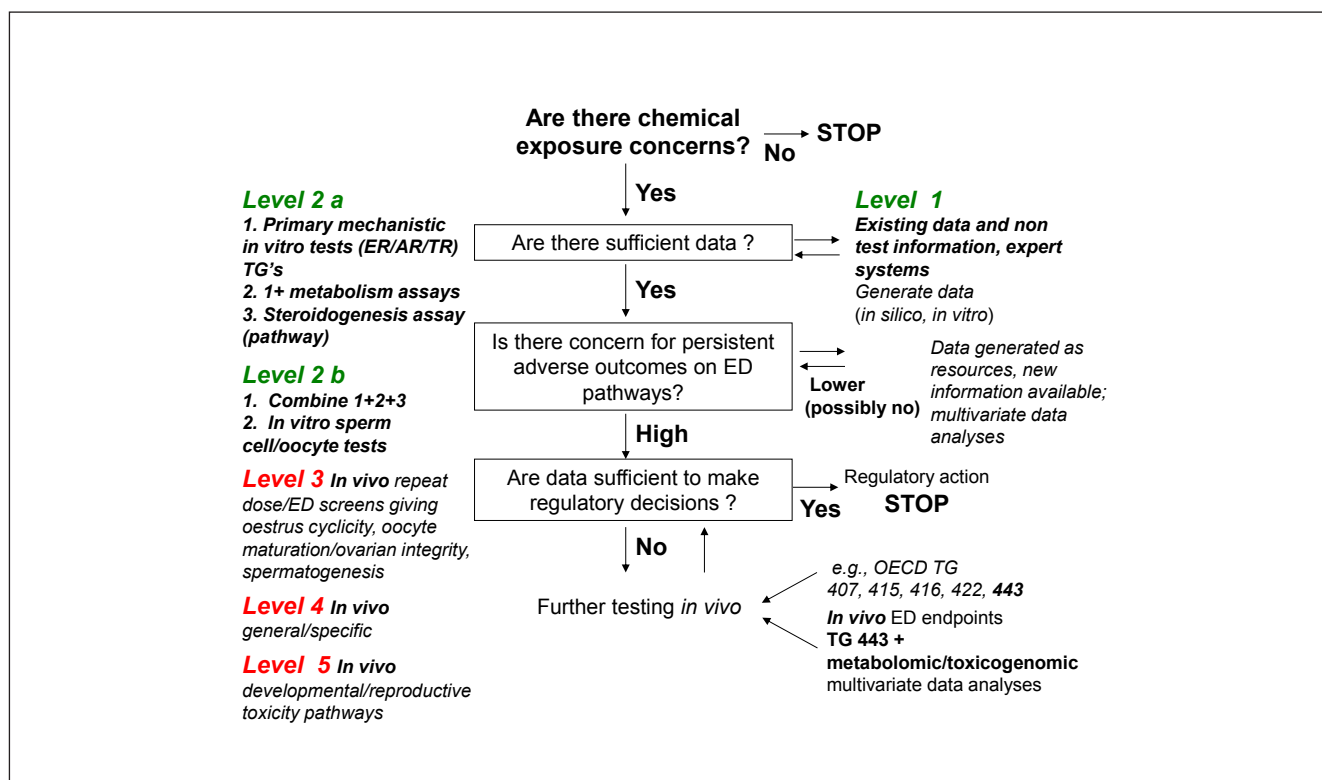 Are there chemical
exposure concerns?
No
STOP
Yes
Level 2 a
1. Primary mechanistic
in vitro tests (ER/AR/TR)
TG's
2. 1+ metabolism assays
3. Steroidogenesis assay
(pathway)
Level 2 b
1. Combine 1+2+3
2. In vitro sperm
cell/oocyte tests
Level 3 In vivo repeat
dose/ED screens giving
oestrus cyclicity, oocyte
maturation/ovarian integrity,
spermatogenesis
Level 4 In vivo
general/specific
Level 5 In vivo
developmental/reproductive
toxicity pathways
Are there sufficient data ?
Yes
Is there concern for persistent
adverse outcomes on ED
pathways?
High
Are data sufficient to make
regulatory decisions ?
No
Further testing in vivo
Level 1
Existing data and non
test information, expert
systems
Generate data
(in silico, in vitro)
Lower
(possibly no)
Data generated as
resources, new
information available;
multivariate data
analyses
Yes
Regulatory action
STOP
e.g., OECD TG
407, 415, 416, 422, 443
In vivo ED endpoints
TG 443 +
metabolomic/toxicogenomic
multivariate data analyses